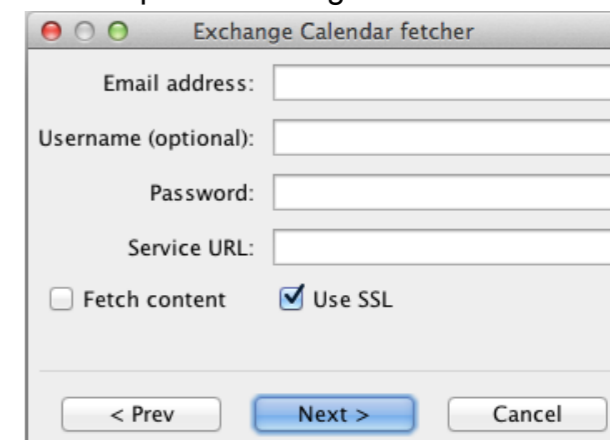 Exchange Calendar fetcher
Email address:
Username (optional):
Password:
Service URL:
Fetch content Use SSL
< Prev Next > Cancel